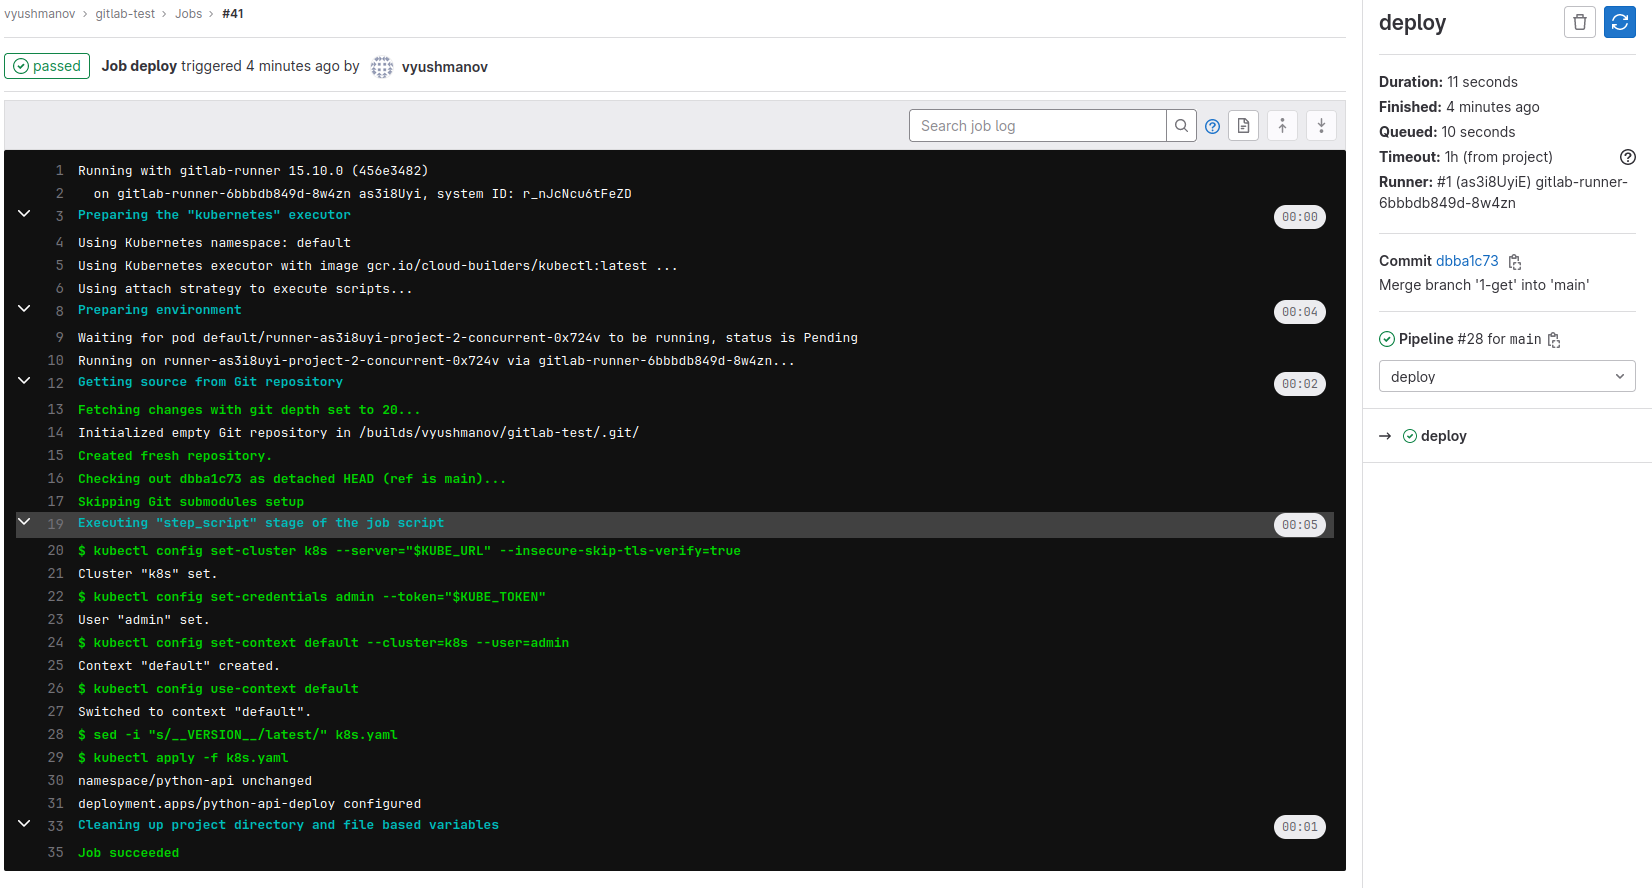 vyushmanov › gitlab-test › Jobs › #41
passed Job deploy triggered 4 minutes ago by vyushmanov
Search job log
1 Running with gitlab-runner 15.10.0 (456e3482)
2 on gitlab-runner-6bbbdb849d-8w4zn as3i8Uyi, system ID: r_nJcNcu6tFeZD
3 Preparing the "kubernetes" executor 00:00
4 Using Kubernetes namespace: default
5 Using Kubernetes executor with image gcr.io/cloud-builders/kubectl:latest ...
6 Using attach strategy to execute scripts...
8 Preparing environment 00:04
9 Waiting for pod default/runner-as3i8uyi-project-2-concurrent-0x724v to be running, status is Pending
10 Running on runner-as3i8uyi-project-2-concurrent-0x724v via gitlab-runner-6bbbdb849d-8w4zn...
12 Getting source from Git repository 00:02
13 Fetching changes with git depth set to 20...
14 Initialized empty Git repository in /builds/vyushmanov/gitlab-test/.git/
15 Created fresh repository.
16 Checking out dbba1c73 as detached HEAD (ref is main)...
17 Skipping Git submodules setup
19 Executing "step_script" stage of the job script 00:05
20 $ kubectl config set-cluster k8s --server="$KUBE_URL" --insecure-skip-tls-verify=true
21 Cluster "k8s" set.
22 $ kubectl config set-credentials admin --token="$KUBE_TOKEN"
23 User "admin" set.
24 $ kubectl config set-context default --cluster=k8s --user=admin
25 Context "default" created.
26 $ kubectl config use-context default
27 Switched to context "default".
28 $ sed -i "s/__VERSION__/latest/" k8s.yaml
29 $ kubectl apply -f k8s.yaml
30 namespace/python-api unchanged
31 deployment.apps/python-api-deploy configured
33 Cleaning up project directory and file based variables 00:01
35 Job succeeded
deploy
Duration: 11 seconds
Finished: 4 minutes ago
Queued: 10 seconds
Timeout: 1h (from project)
Runner: #1 (as3i8UyiE) gitlab-runner-
6bbbdb849d-8w4zn
Commit dbba1c73
Merge branch '1-get' into 'main'
Pipeline #28 for main
deploy
→ deploy